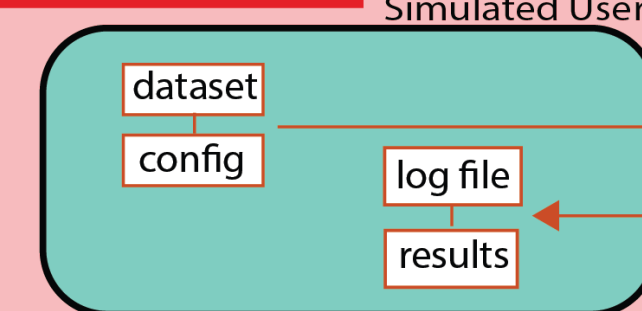 Simulated User
dataset
config
log file
results